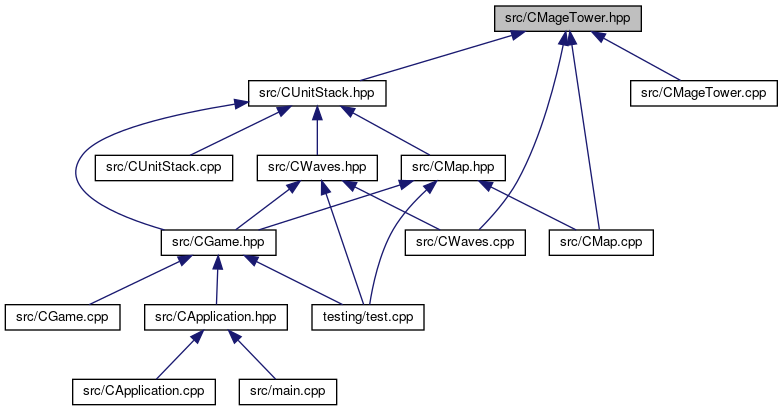 src/CMageTower.hpp
src/CUnitStack.hpp
src/CMageTower.cpp
src/CUnitStack.cpp
src/CWaves.hpp
src/CMap.hpp
src/CGame.hpp
src/CWaves.cpp
src/CMap.cpp
src/CGame.cpp
src/CApplication.hpp
testing/test.cpp
src/CApplication.cpp
src/main.cpp